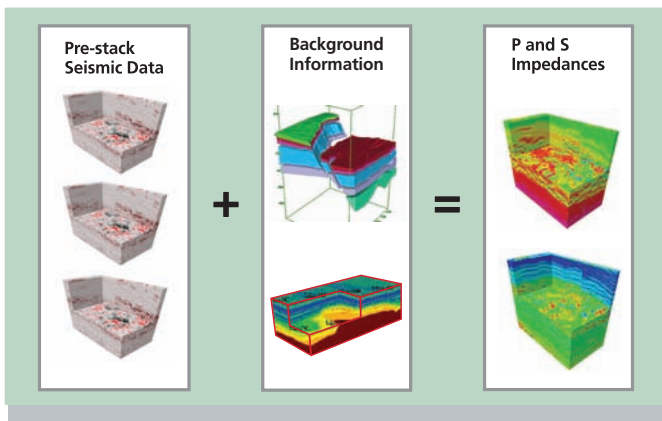 Pre-stack
Seismic Data
Background
Information
P and S
Impedances
+
=